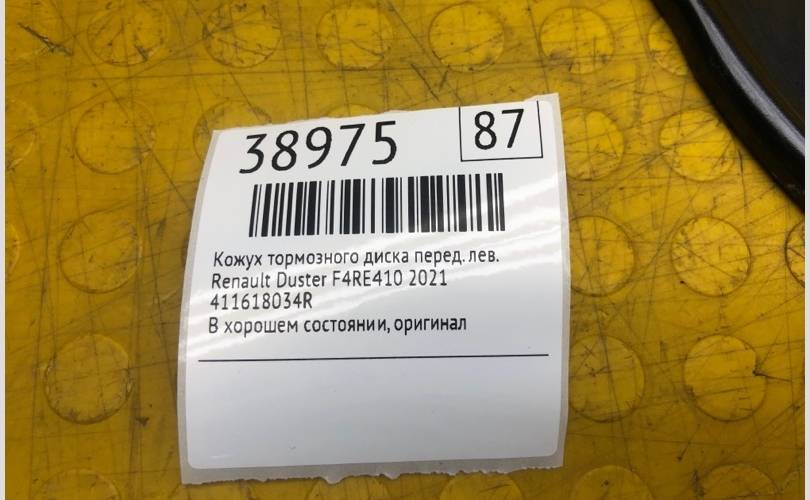 38975
87
Кожух тормозного диска перед. лев.
Renault Duster F4RE410 2021
411618034R
В хорошем состоянии, оригинал